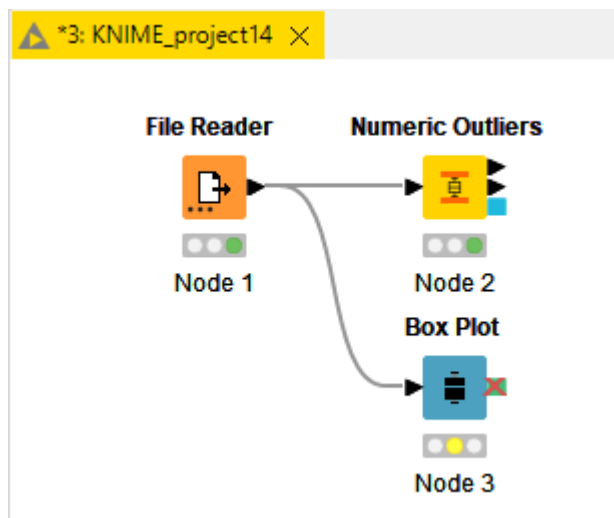 *3: KNIME_project14
File Reader
Numeric Outliers
Node 1
Node 2
Box Plot
Node 3